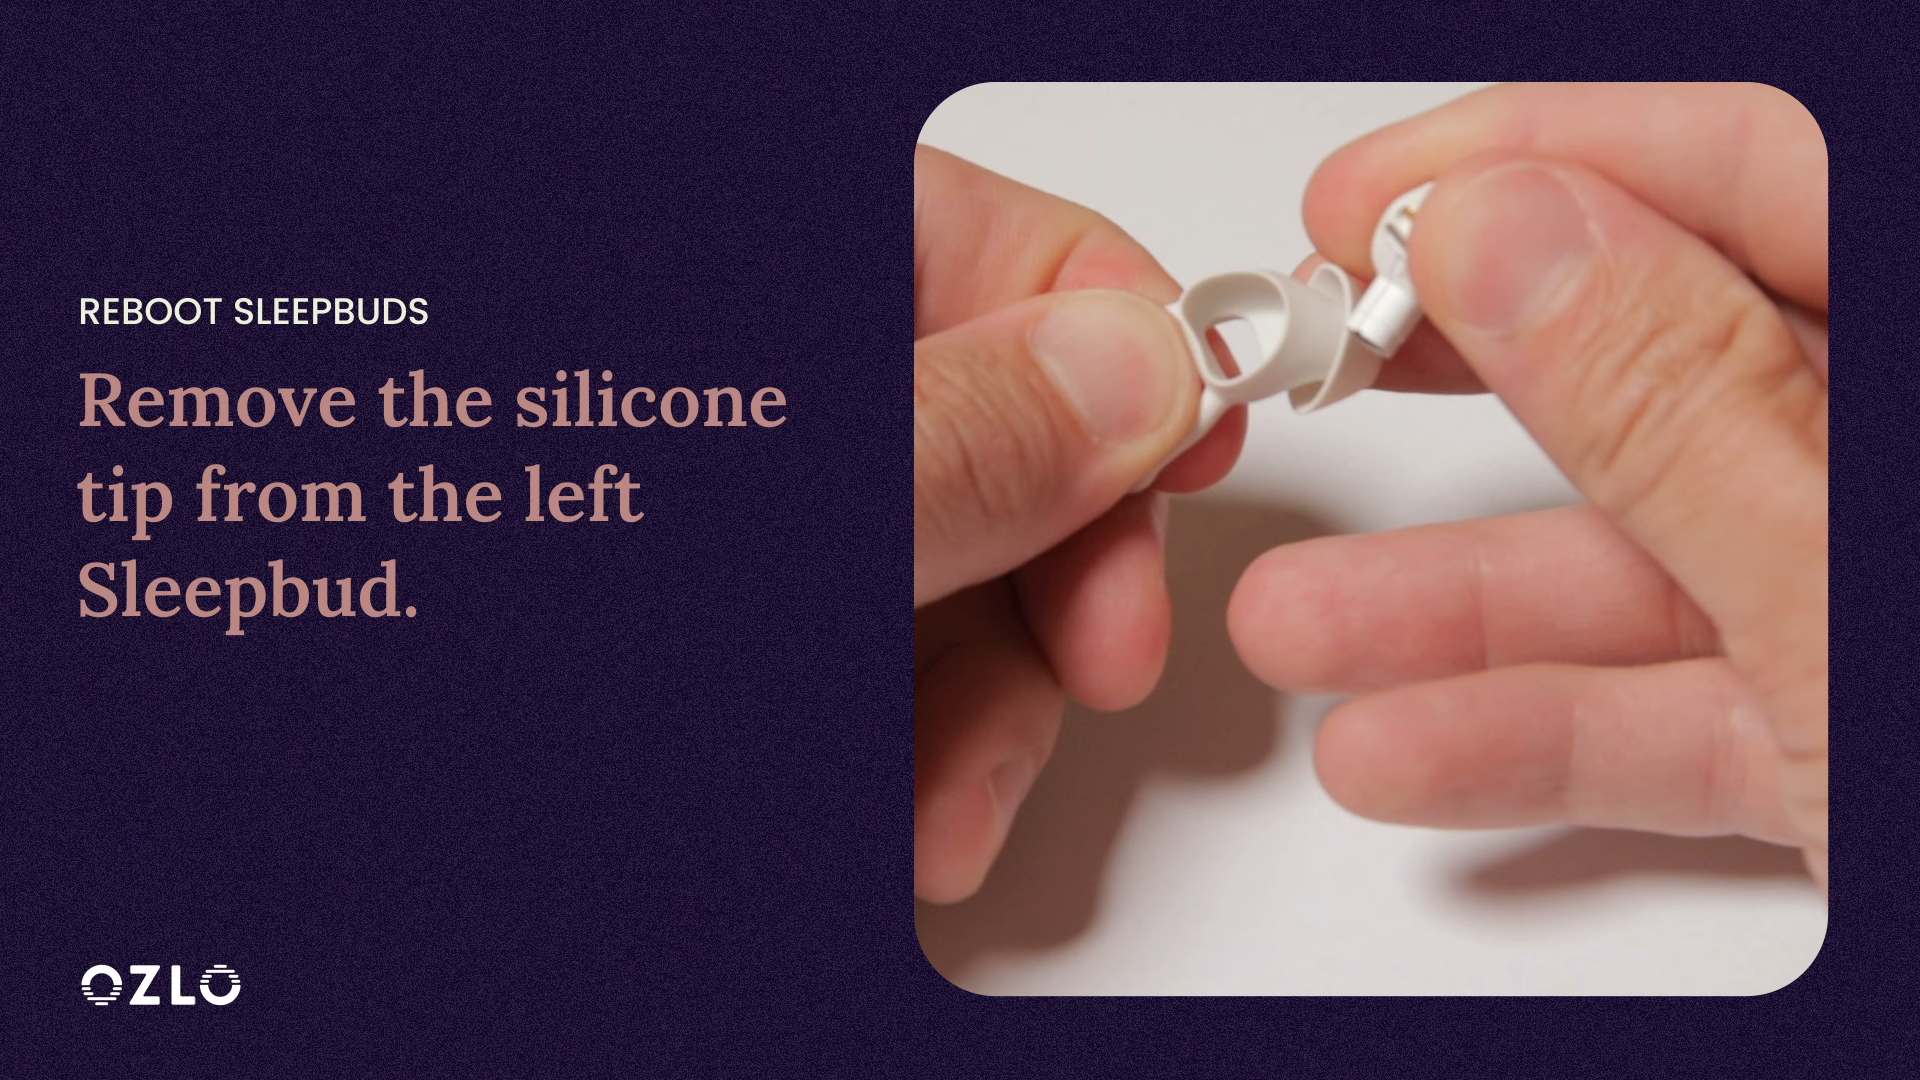 REBOOT SLEEPBUDS
Remove the silicone
tip from the left
Sleepbud.
OZLO